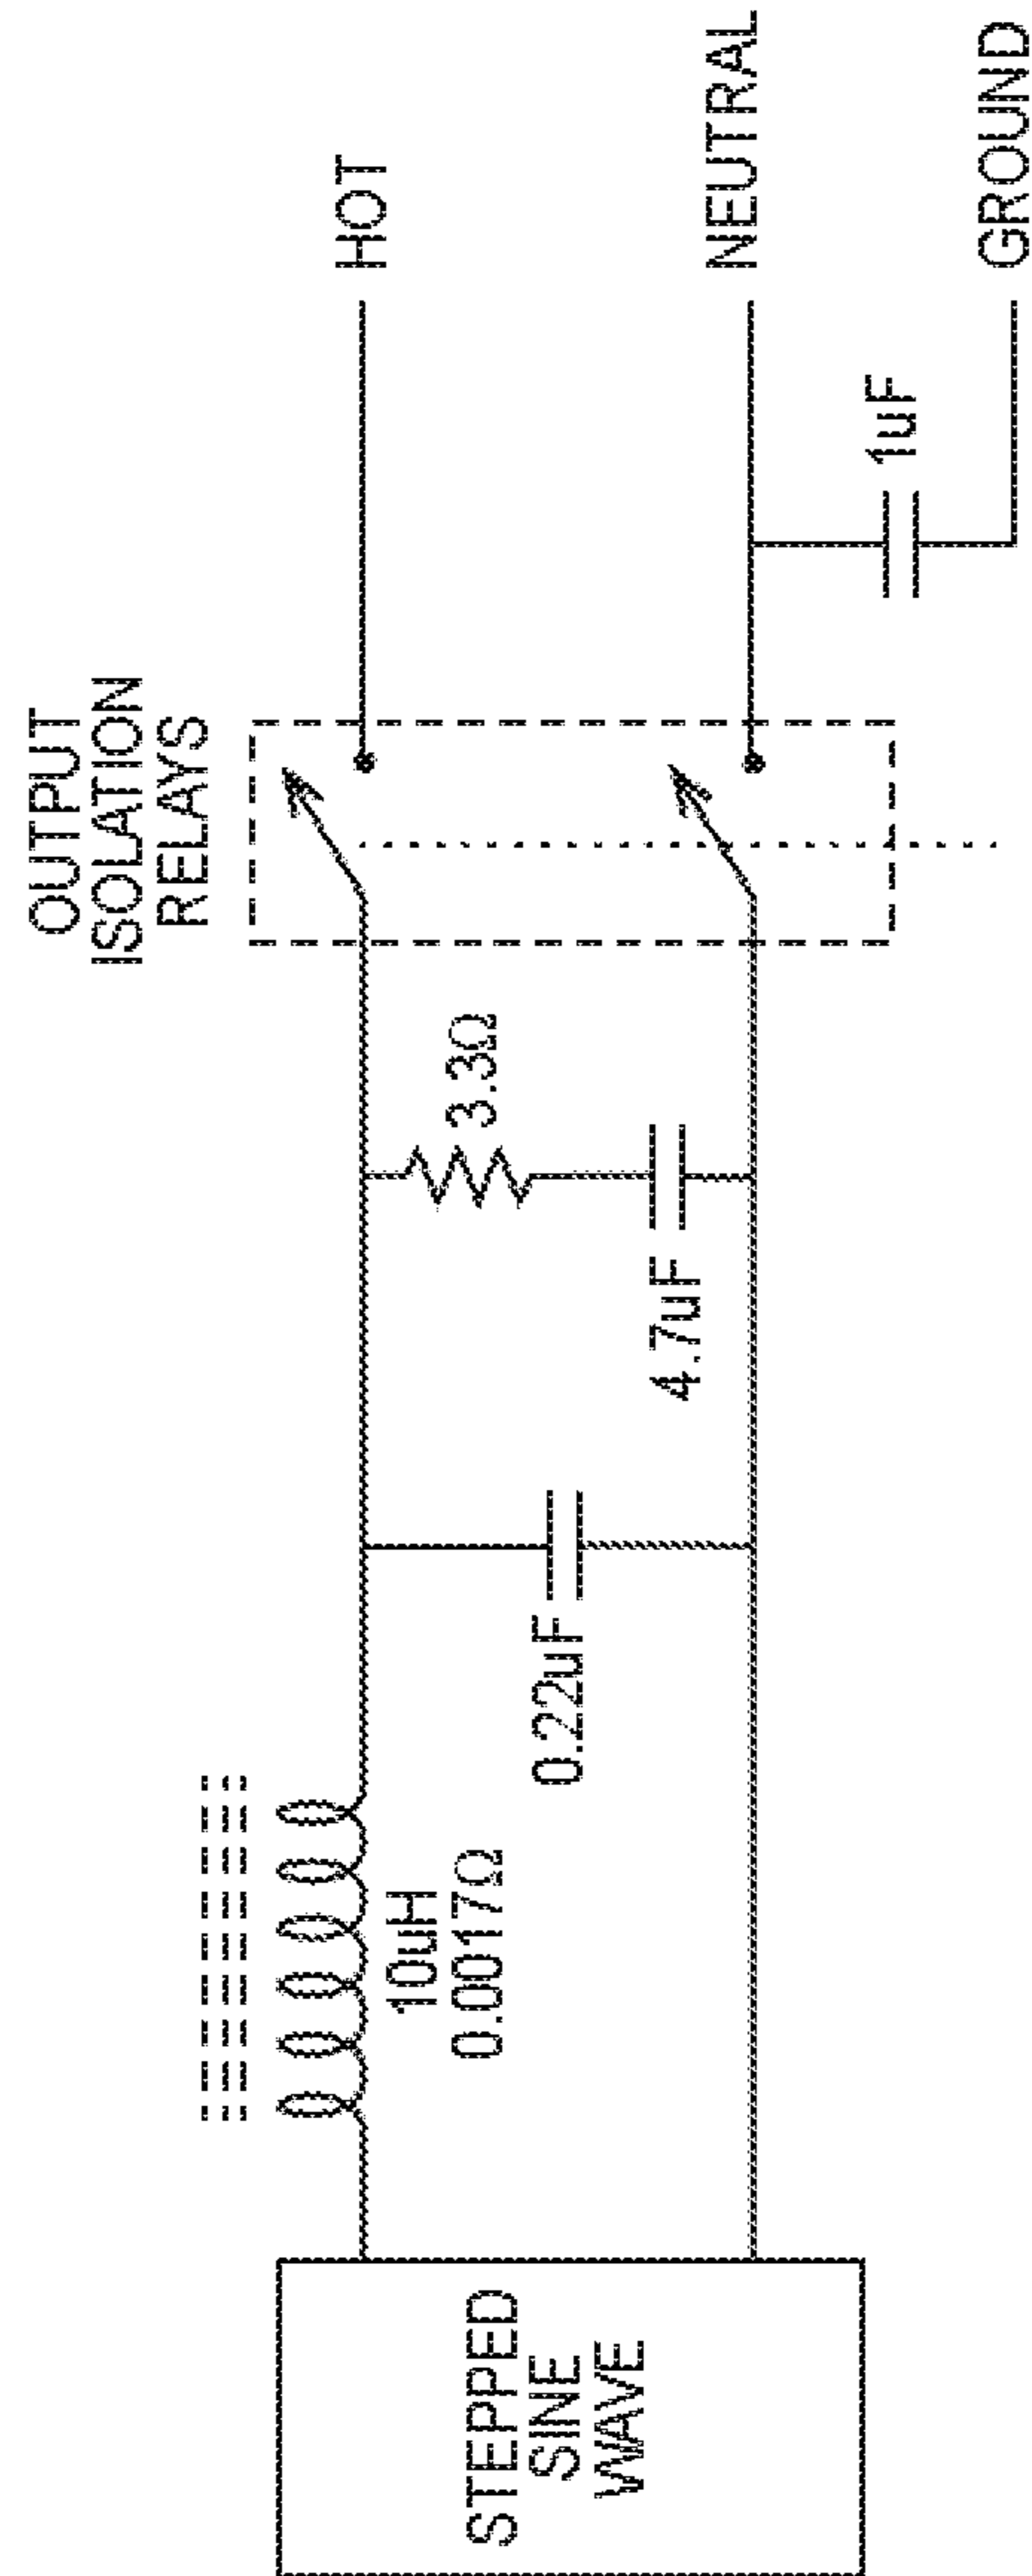 OUTPUT
ISOLATION
RELAYS
HOT
10uH
0.0017Ω
3.3Ω
STEPPED
SINE
WAVE
0.22uF
4.7uF
NEUTRAL
1uF
GROUND